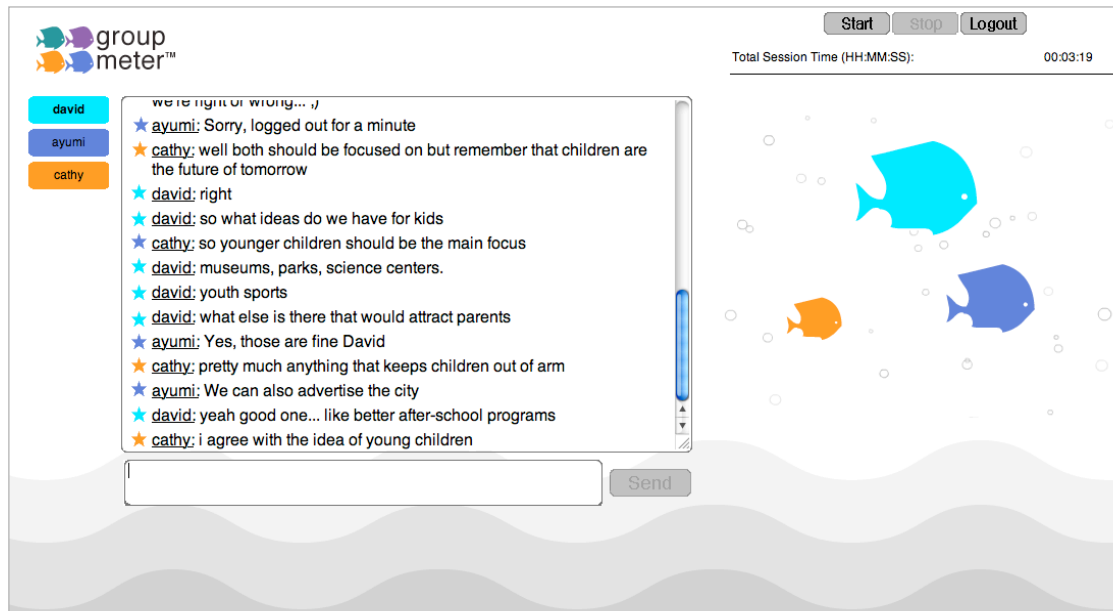 group
meter™
Start
Stop
Logout
Total Session Time (HH:MM:SS):
00:03:19
david
ayumi
cathy
we're right or wrong... ;)
ayumi: Sorry, logged out for a minute
cathy: well both should be focused on but remember that children are
the future of tomorrow
david: right
david: so what ideas do we have for kids
cathy: so younger children should be the main focus
david: museums, parks, science centers.
david: youth sports
david: what else is there that would attract parents
ayumi: Yes, those are fine David
cathy: pretty much anything that keeps children out of arm
ayumi: We can also advertise the city
david: yeah good one... like better after-school programs
cathy: i agree with the idea of young children
Send